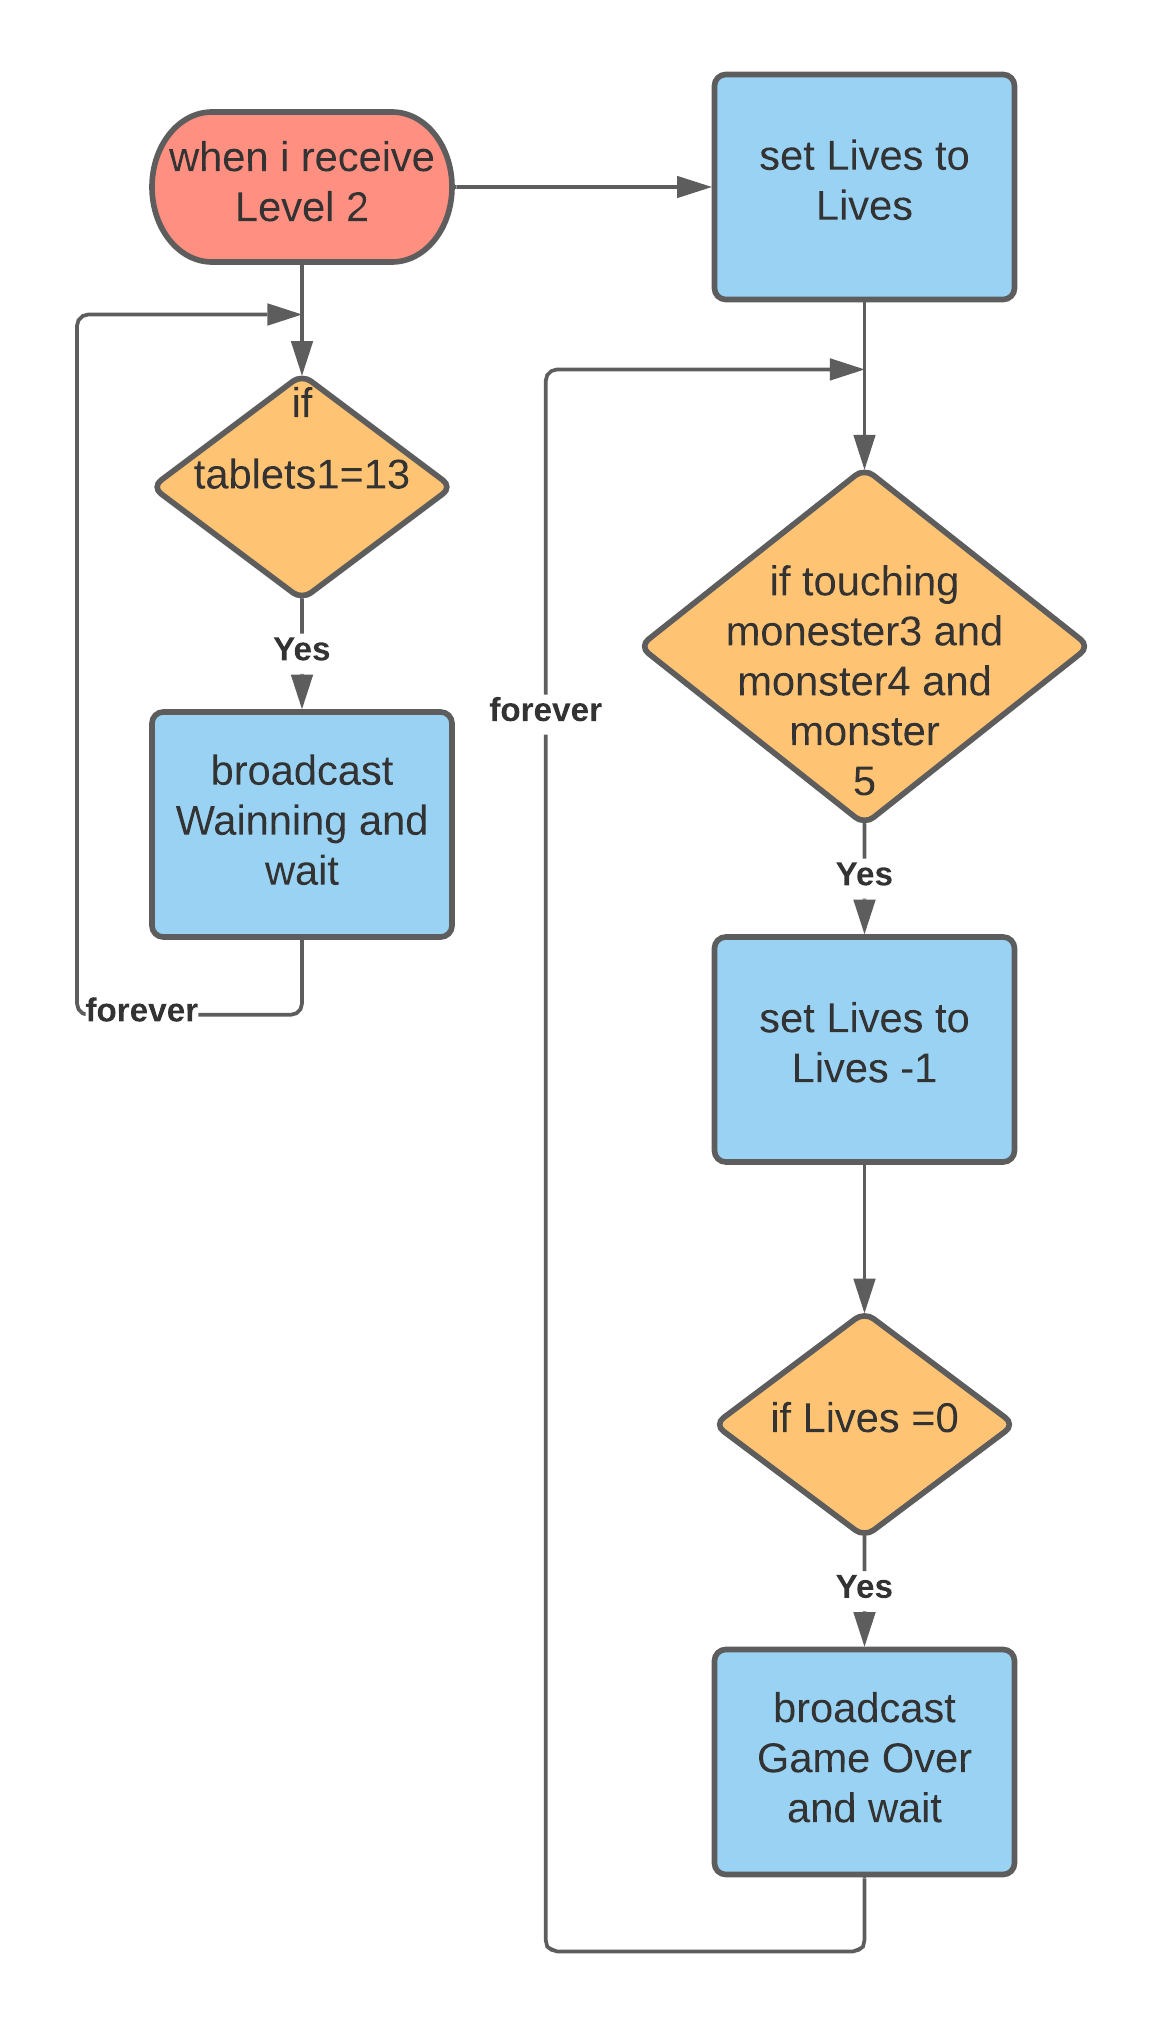 when i receive
Level 2
set Lives to
Lives
if
tablets1=13
Yes
broadcast
Wainning and
wait
forever
if touching
monester3 and
monster4 and
monster
5
forever
Yes
set Lives to
Lives -1
if Lives =0
Yes
broadcast
Game Over
and wait